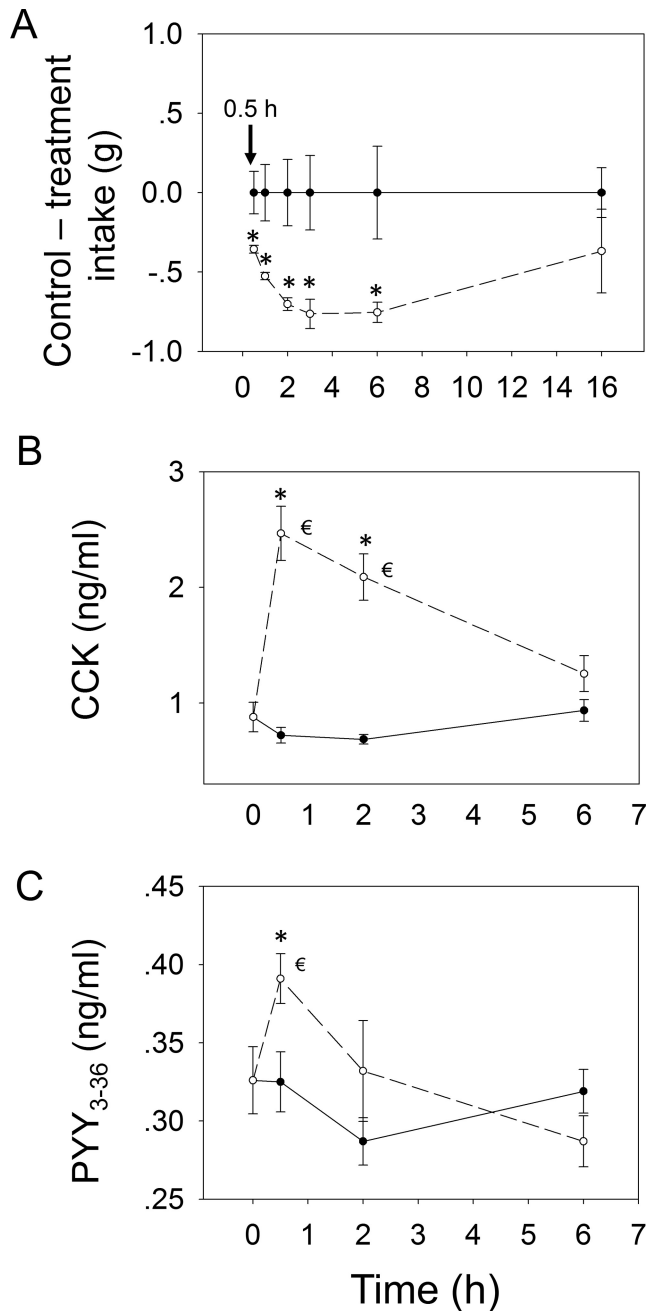 A
Control – treatment
intake (g)
1.0
.5
0.0
-.5
-1.0
0.5 h
*
*
* *
*
0 2 4 6 8 10 12 14 16
B
CCK (ng/ml)
3
2
1
*
€
*
€
0 1 2 3 4 5 6 7
C
PYY3-36 (ng/ml)
.45
.40
.35
.30
.25
*
€
0 1 2 3 4 5 6 7
Time (h)